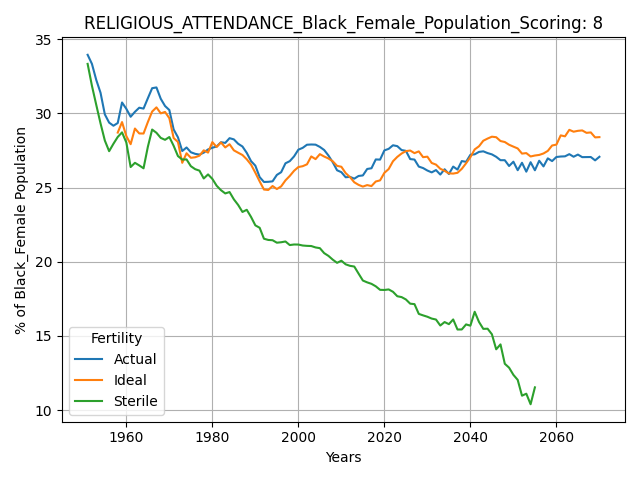 RELIGIOUS_ATTENDANCE_Black_Female_Population_Scoring: 8
% of Black_Female Population
35
30
25
20
15
10
Fertility
Actual
Ideal
Sterile
1960 1980 2000 2020 2040 2060
Years